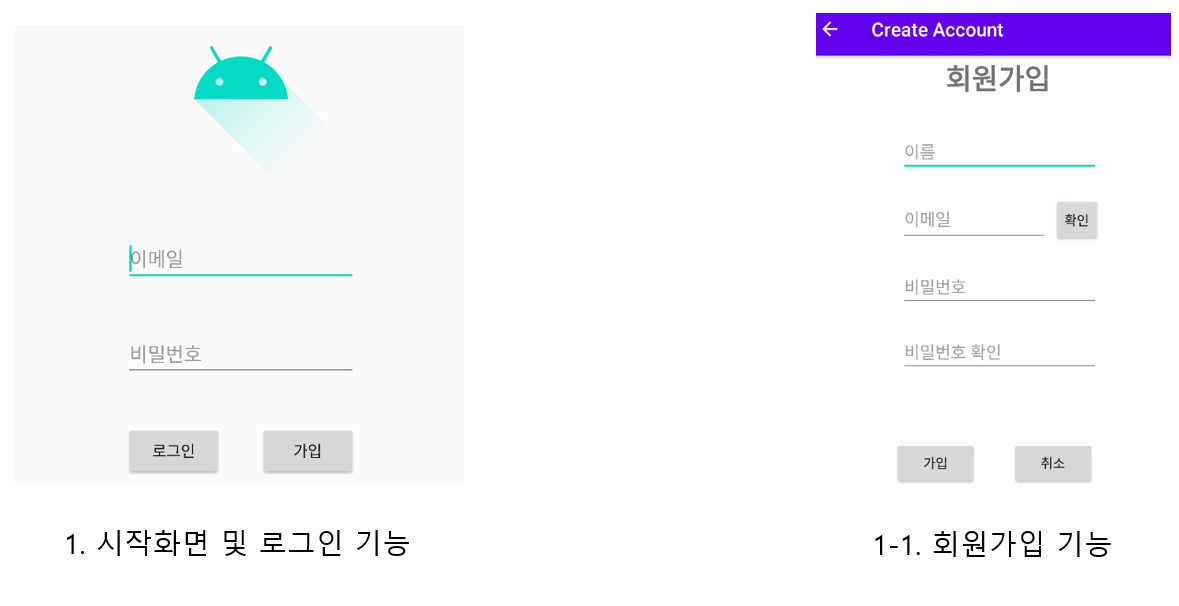 이메일
비밀번호
로그인 가입
1. 시작화면 및 로그인 기능
Create Account
회원가입
이름
이메일 확인
비밀번호
비밀번호 확인
가입 취소
1-1. 회원가입 기능